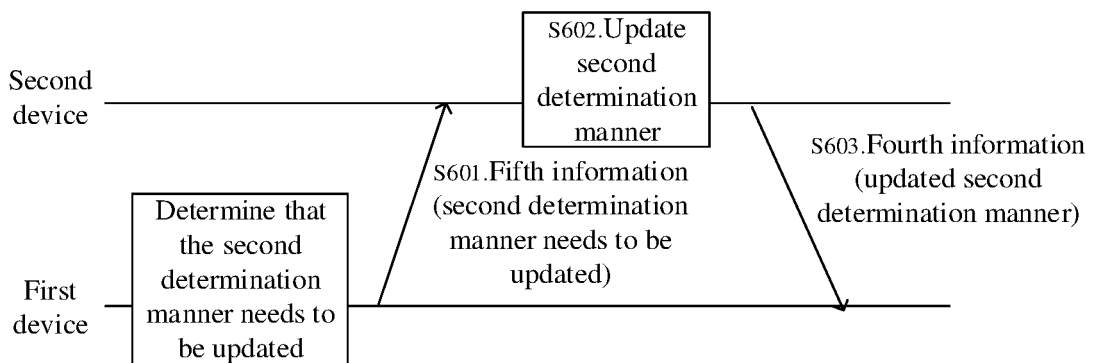 Second
device
S602.Update
second
determination
manner
S601.Fifth information
(second determination
manner needs to be
updated)
S603.Fourth information
(updated second
determination manner)
First
device
Determine that
the second
determination
manner needs to
be updated